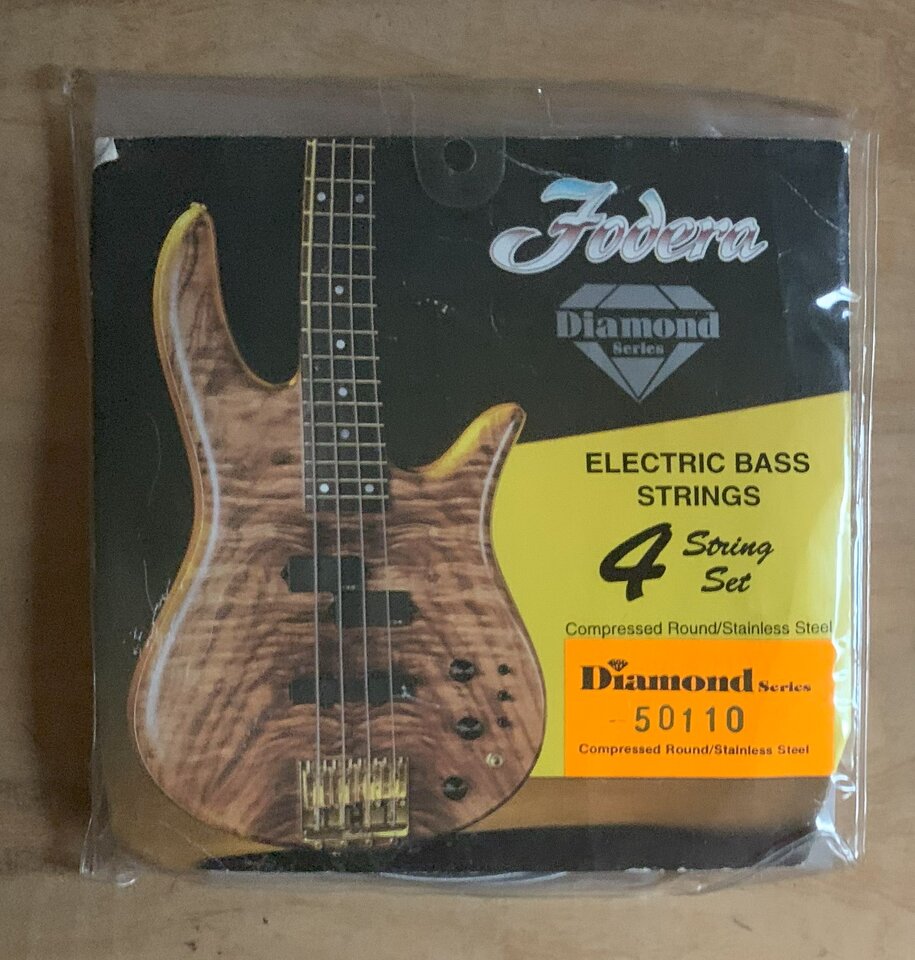 Fodera
Diamond
Series
ELECTRIC BASS
STRINGS
4 String
Set
Compressed Round/Stainless Steel
Diamond Series
50110
Compressed Round/Stainless Steel